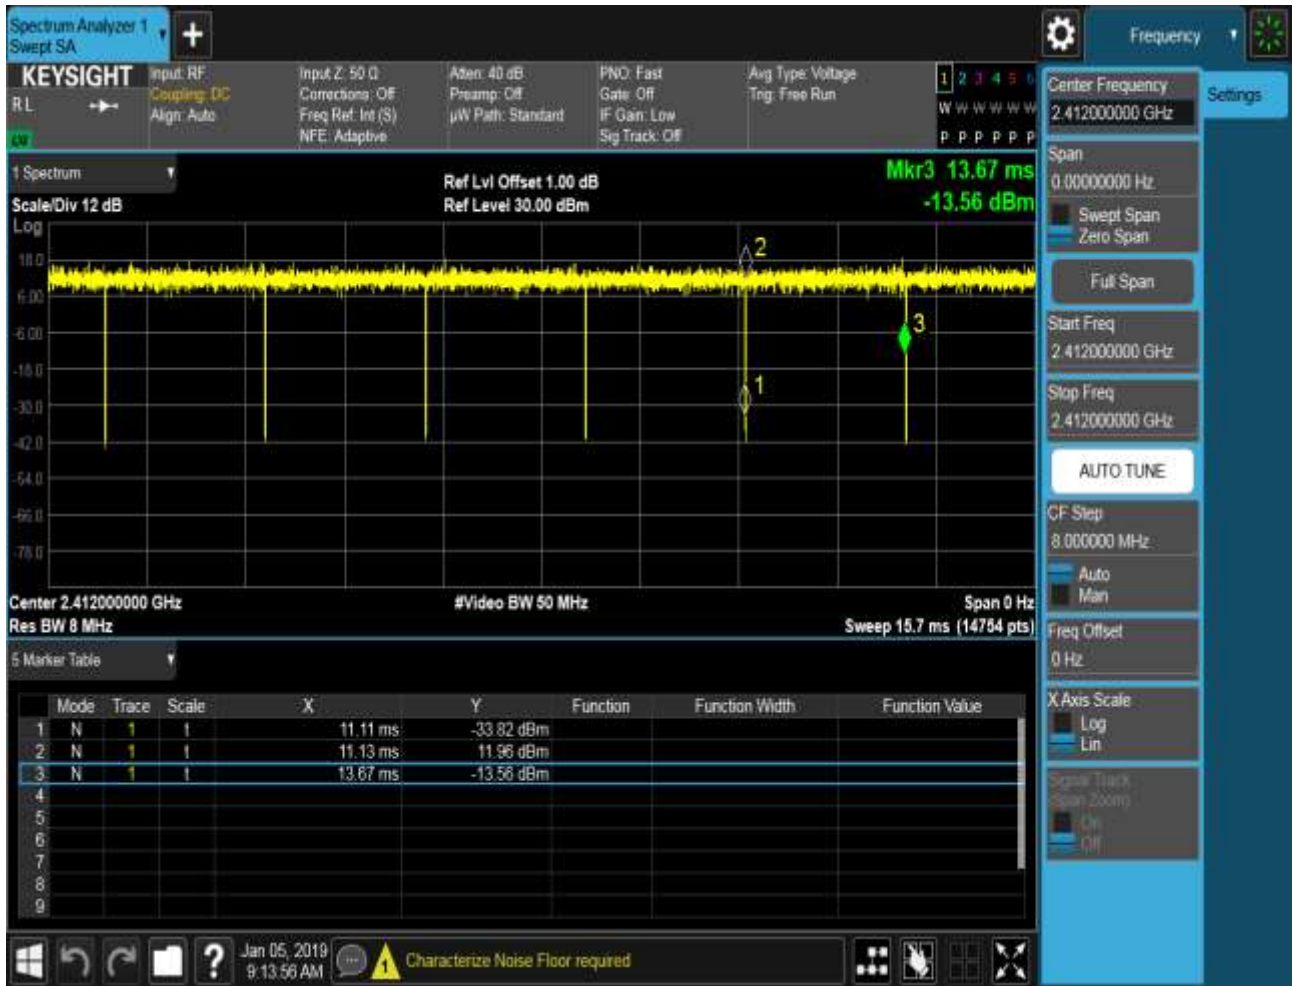 Spectrum Analyzer 1
Swept SA
Frequency
KEYSIGHT
R L
Input: RF
Coupling: DC
Align: Auto
Input Z: 50 Ω
Corrections: Off
Freq Ref: Int (S)
NFE: Adaptive
Atten: 40 dB
Preamp: Off
µW Path: Standard
PNO: Fast
Gate: Off
IF Gain: Low
Sig Track: Off
Avg Type: Voltage
Trig: Free Run
1 2 3 4 5 6
W W W W W W
P P P P P P
Center Frequency
2.412000000 GHz
Settings
Span
0.00000000 Hz
Swept Span
Zero Span
Full Span
Start Freq
2.412000000 GHz
Stop Freq
2.412000000 GHz
AUTO TUNE
CF Step
8.000000 MHz
Auto
Man
Freq Offset
0 Hz
X Axis Scale
Log
Lin
Signal Track
(Span Zoom)
On
Off
1 Spectrum
Scale/Div 12 dB
Ref Lvl Offset 1.00 dB
Ref Level 30.00 dBm
Mkr3 13.67 ms
-13.56 dBm
Log
18.0
6.00
-6.00
-18.0
-30.0
-42.0
-54.0
-66.0
-78.0
2
3
1
Center 2.412000000 GHz
#Video BW 50 MHz
Span 0 Hz
Res BW 8 MHz
Sweep 15.7 ms (14754 pts)
5 Marker Table
Mode Trace Scale X Y Function Function Width Function Value
1 N 1 t 11.11 ms -33.82 dBm
2 N 1 t 11.13 ms 11.96 dBm
3 N 1 t 13.67 ms -13.56 dBm
4
5
6
7
8
9
?
Jan 05, 2019
9:13:56 AM
1
Characterize Noise Floor required